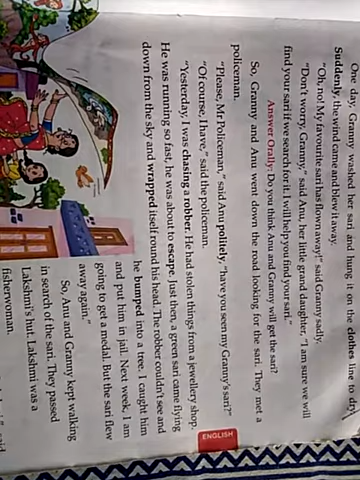 One day, Granny washed her sari and hung it on the clothes line to dry.
Suddenly, the wind came and blew it away.
"Oh, no! My favourite sari has flown away!" said Granny sadly.
"Don't worry, Granny," said Anu, her little grand daughter, "I am sure we will
find your sari if we search for it. I will help you find your sari."
Answer Orally: Do you think Anu and Granny will get the sari?
So, Granny and Anu went down the road looking for the sari. They met a
policeman.
"Please, Mr Policeman," said Anu politely, "have you seen my Granny's sari?"
"Of course, I have," said the policeman.
"Yesterday, I was chasing a robber. He had stolen things from a jewellery shop.
He was running so fast, he was about to escape. Just then, a green sari came flying
down from the sky and wrapped itself round his head. The robber couldn't see and
he bumped into a tree. I caught him
and put him in jail. Next week, I am
going to get a medal. But the sari flew
away again."
So, Anu and Granny kept walking
in search of the sari. They passed
Lakshmi's hut. Lakshmi was a
fisherwoman.
said
ENGLISH